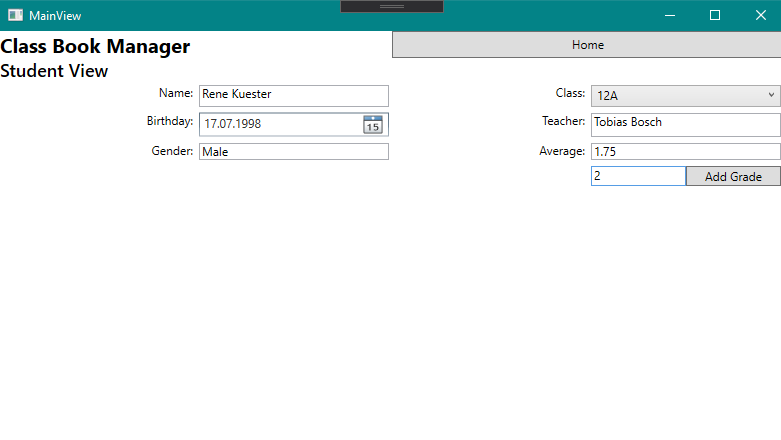 MainView
Class Book Manager
Home
Student View
Name: Rene Kuester
Class: 12A
Birthday: 17.07.1998 15
Teacher: Tobias Bosch
Gender: Male
Average: 1.75
2 Add Grade